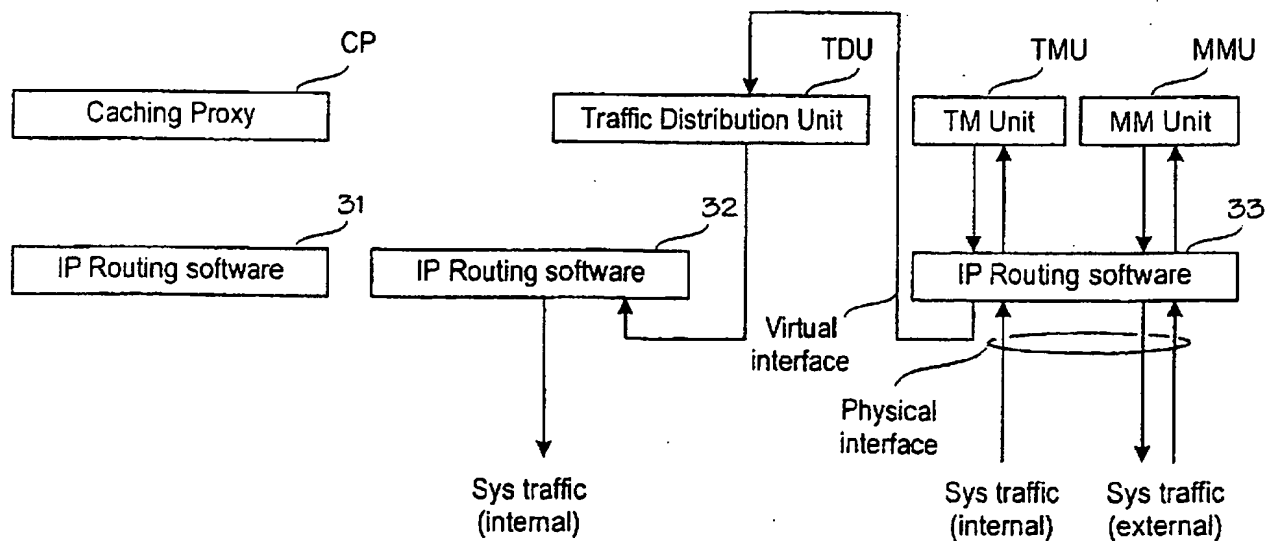 CP
TDU
TMU
MMU
Caching Proxy
Traffic Distribution Unit
TM Unit
MM Unit
31
32
33
IP Routing software
IP Routing software
IP Routing software
Virtual
interface
Physical
interface
Sys traffic
(internal)
Sys traffic
(internal)
Sys traffic
(external)